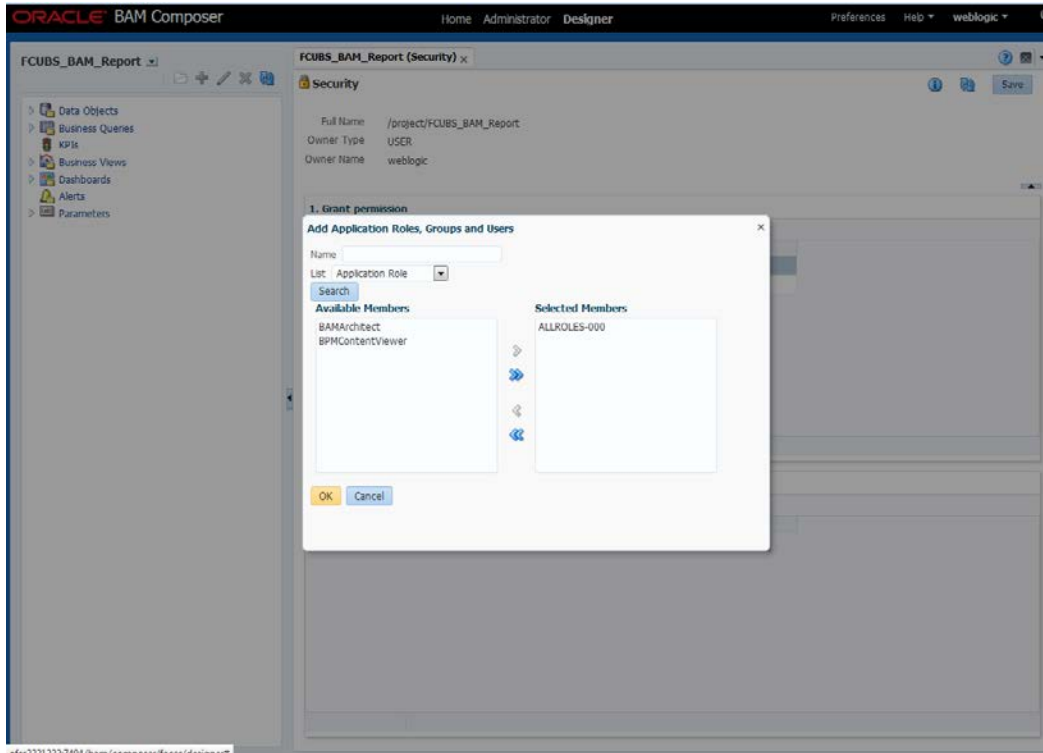 ORACLE BAM Composer
Home Administrator Designer
Preferences Help weblogic
FCUBS_BAM_Report
Data Objects
Business Queries
KPIs
Business Views
Dashboards
Alerts
Parameters
FCUBS_BAM_Report (Security)
Security
Save
Full Name /project/FCUBS_BAM_Report
Owner Type USER
Owner Name weblogic
1. Grant permission
Add Application Roles, Groups and Users
Name
List Application Role
Search
Available Members
BAMArchitect
BPMContentViewer
Selected Members
ALLROLES-000
OK Cancel